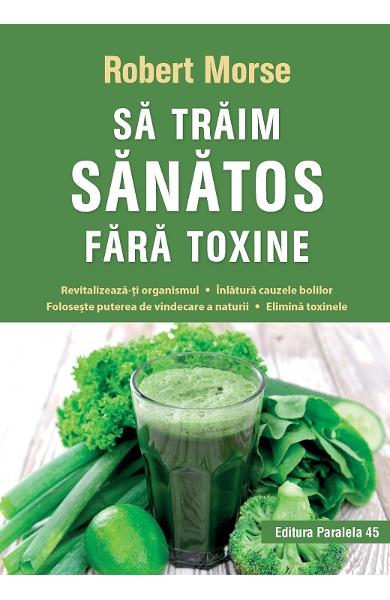 Robert Morse
SĂ TRĂIM
SĂNĂTOS
FĂRĂ TOXINE
Revitalizează-ți organismul • Înlătură cauzele bolilor
Folosește puterea de vindecare a naturii • Elimină toxinele
Editura Paralela 45